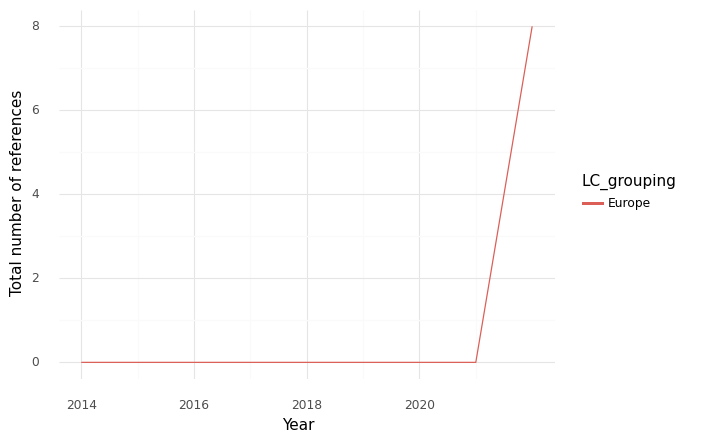 8
6
4
2
0
Total number of references
2014 2016 2018 2020
Year
LC_grouping
Europe